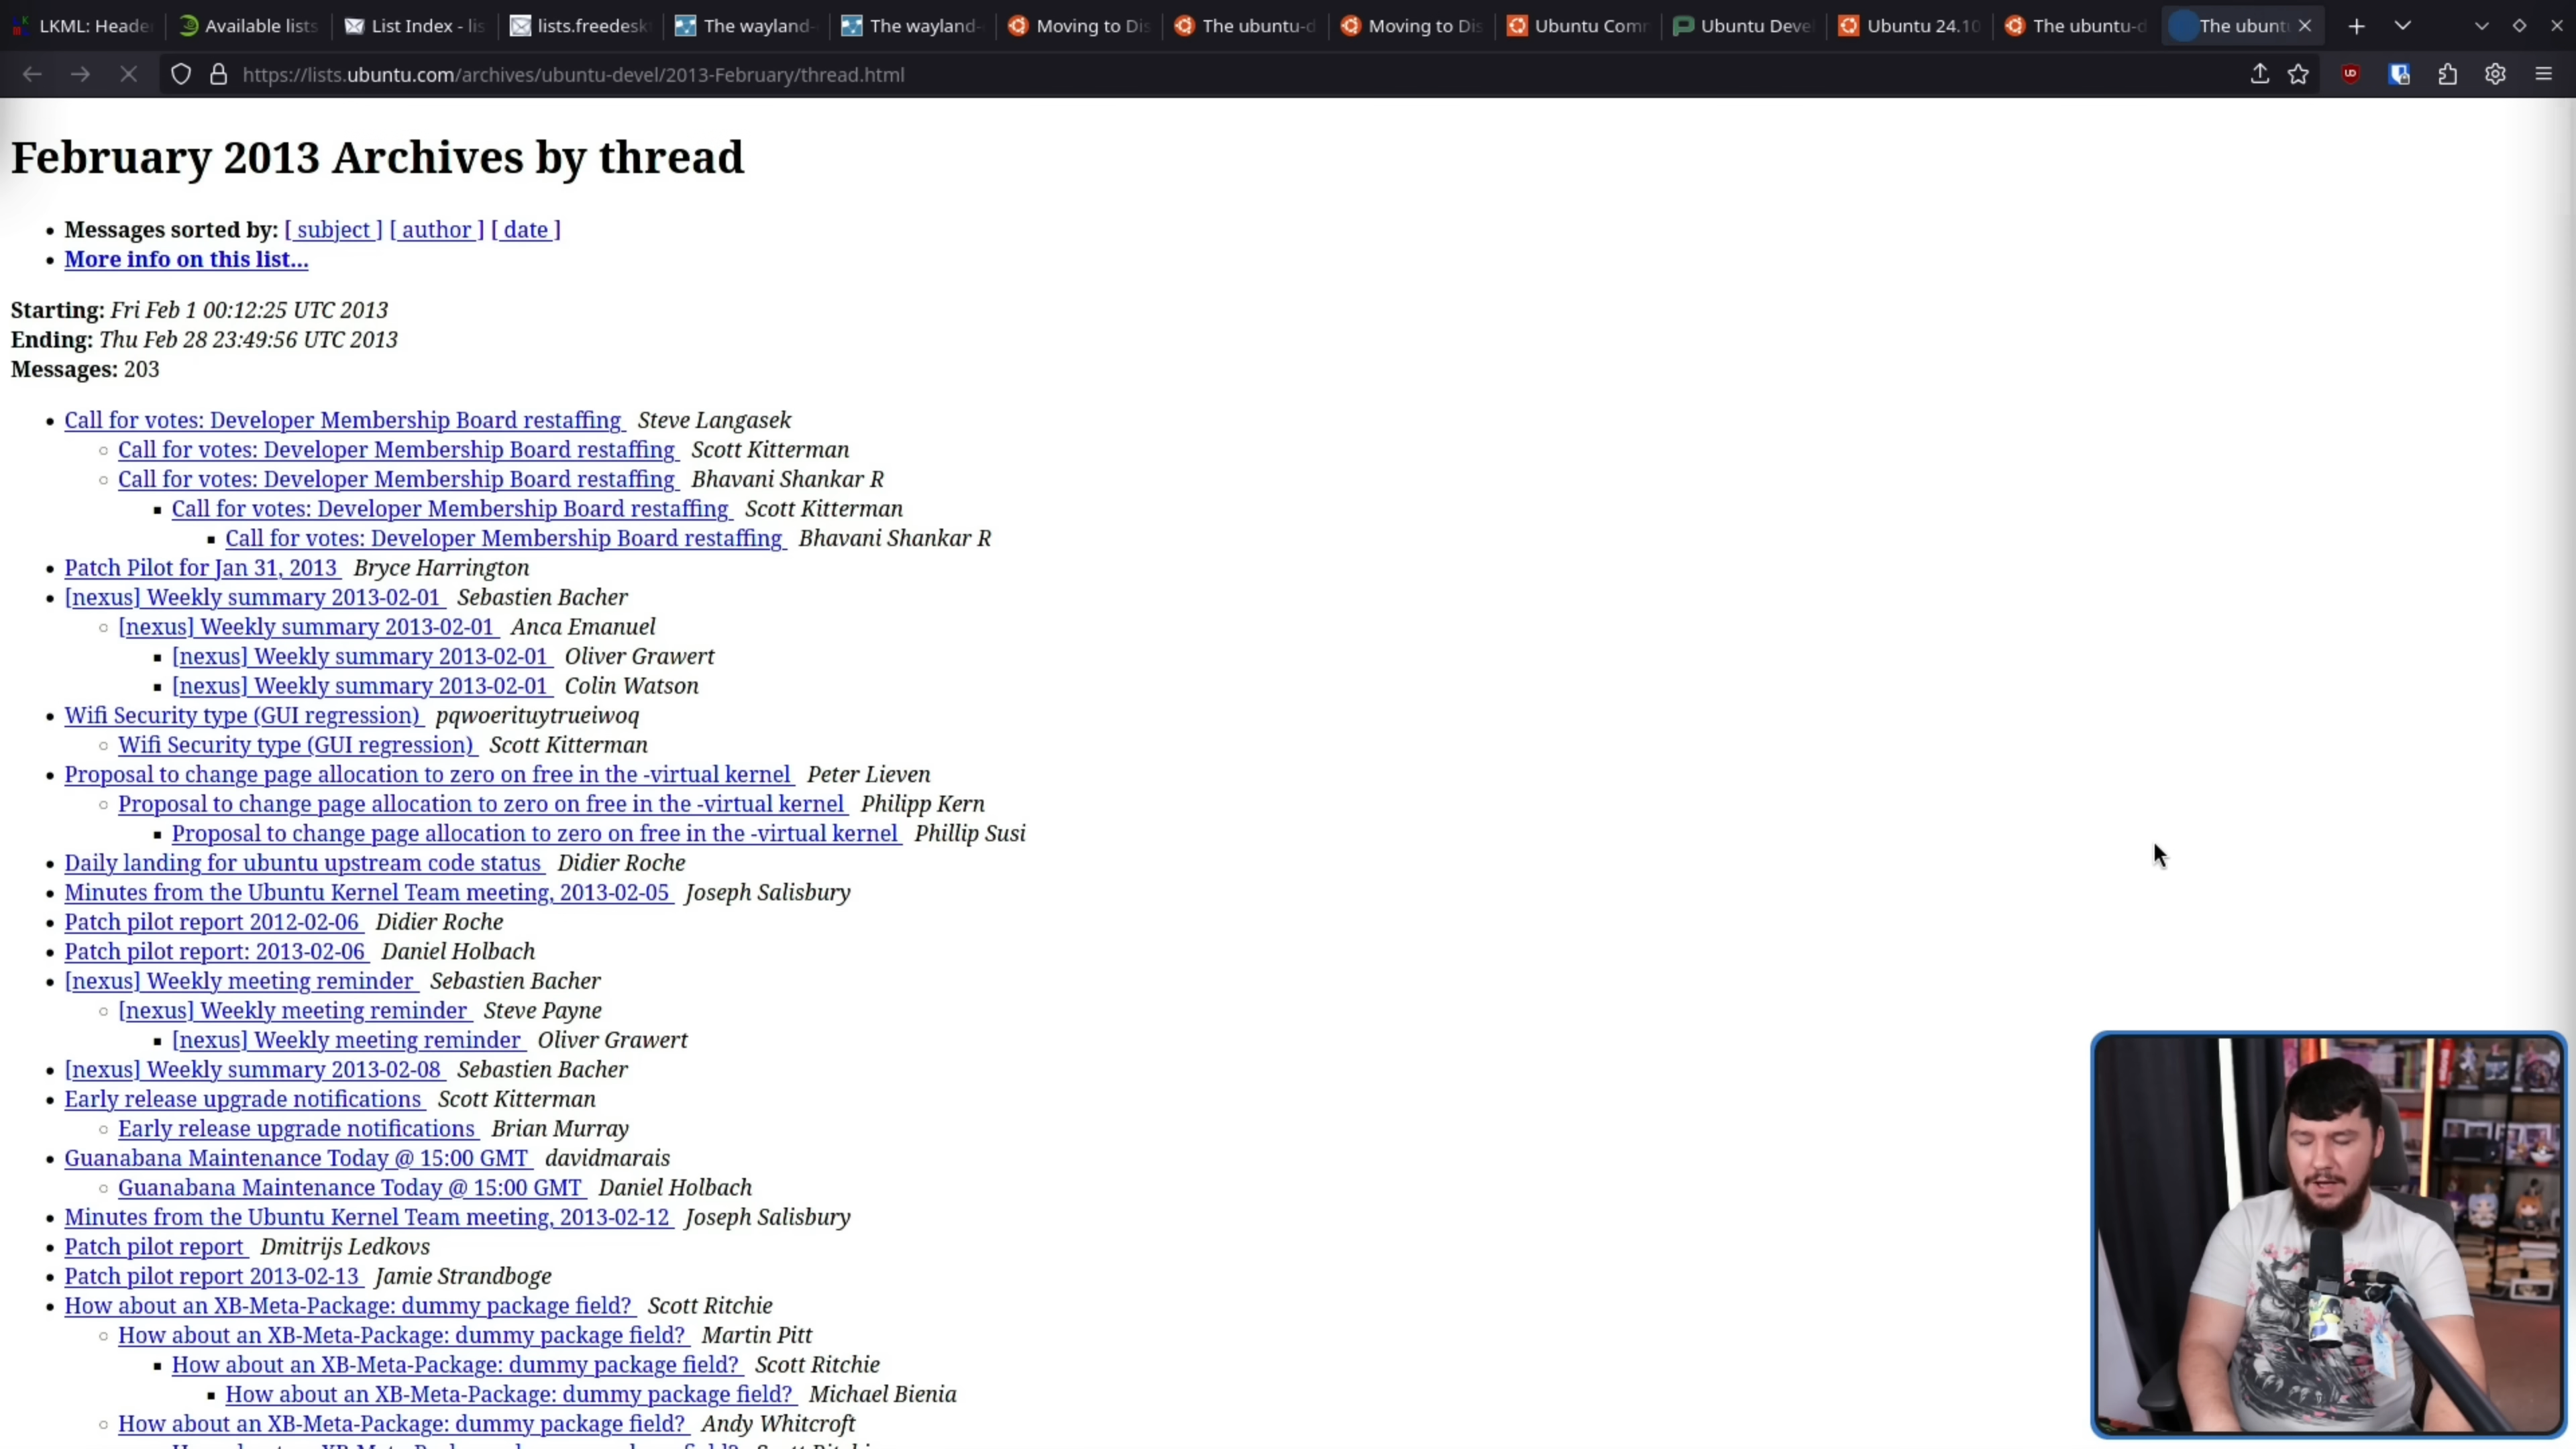 LKML: Heade
Available lists
List Index - lis
lists.freedesk
The wayland-
The wayland-
Moving to Dis
The ubuntu-d
Moving to Dis
Ubuntu Com
Ubuntu Deve
Ubuntu 24.10
The ubuntu-d
The ubunt
https://lists.ubuntu.com/archives/ubuntu-devel/2013-February/thread.html
February 2013 Archives by thread
• Messages sorted by: [ subject ] [ author ] [ date ]
• More info on this list...
Starting: Fri Feb 1 00:12:25 UTC 2013
Ending: Thu Feb 28 23:49:56 UTC 2013
Messages: 203
• Call for votes: Developer Membership Board restaffing Steve Langasek
○ Call for votes: Developer Membership Board restaffing Scott Kitterman
○ Call for votes: Developer Membership Board restaffing Bhavani Shankar R
▪ Call for votes: Developer Membership Board restaffing Scott Kitterman
▪ Call for votes: Developer Membership Board restaffing Bhavani Shankar R
• Patch Pilot for Jan 31, 2013 Bryce Harrington
• [nexus] Weekly summary 2013-02-01 Sebastien Bacher
○ [nexus] Weekly summary 2013-02-01 Anca Emanuel
▪ [nexus] Weekly summary 2013-02-01 Oliver Grawert
▪ [nexus] Weekly summary 2013-02-01 Colin Watson
• Wifi Security type (GUI regression) pqwoerituytrueiwoq
○ Wifi Security type (GUI regression) Scott Kitterman
• Proposal to change page allocation to zero on free in the -virtual kernel Peter Lieven
○ Proposal to change page allocation to zero on free in the -virtual kernel Philipp Kern
▪ Proposal to change page allocation to zero on free in the -virtual kernel Phillip Susi
• Daily landing for ubuntu upstream code status Didier Roche
• Minutes from the Ubuntu Kernel Team meeting, 2013-02-05 Joseph Salisbury
• Patch pilot report 2012-02-06 Didier Roche
• Patch pilot report: 2013-02-06 Daniel Holbach
• [nexus] Weekly meeting reminder Sebastien Bacher
○ [nexus] Weekly meeting reminder Steve Payne
▪ [nexus] Weekly meeting reminder Oliver Grawert
• [nexus] Weekly summary 2013-02-08 Sebastien Bacher
• Early release upgrade notifications Scott Kitterman
○ Early release upgrade notifications Brian Murray
• Guanabana Maintenance Today @ 15:00 GMT davidmarais
○ Guanabana Maintenance Today @ 15:00 GMT Daniel Holbach
• Minutes from the Ubuntu Kernel Team meeting, 2013-02-12 Joseph Salisbury
• Patch pilot report Dmitrijs Ledkovs
• Patch pilot report 2013-02-13 Jamie Strandboge
• How about an XB-Meta-Package: dummy package field? Scott Ritchie
○ How about an XB-Meta-Package: dummy package field? Martin Pitt
▪ How about an XB-Meta-Package: dummy package field? Scott Ritchie
▪ How about an XB-Meta-Package: dummy package field? Michael Bienia
○ How about an XB-Meta-Package: dummy package field? Andy Whitcroft